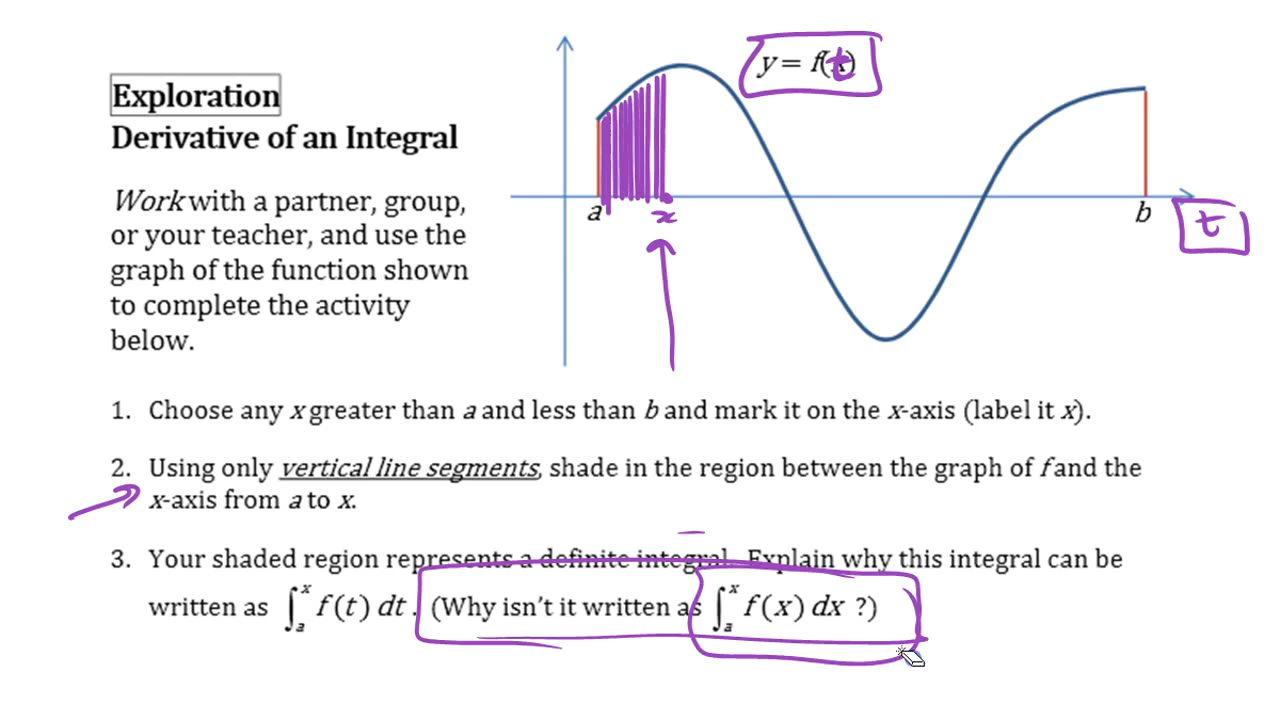 Exploration
Derivative of an Integral
Work with a partner, group,
or your teacher, and use the
graph of the function shown
to complete the activity
below.
y = f(t)
a
x
b
t
1. Choose any x greater than a and less than b and mark it on the x-axis (label it x).
2. Using only vertical line segments, shade in the region between the graph of f and the
x-axis from a to x.
3. Your shaded region represents a definite integral. Explain why this integral can be
written as ∫ₐˣ f(t) dt. (Why isn't it written as ∫ₐˣ f(x) dx ?)